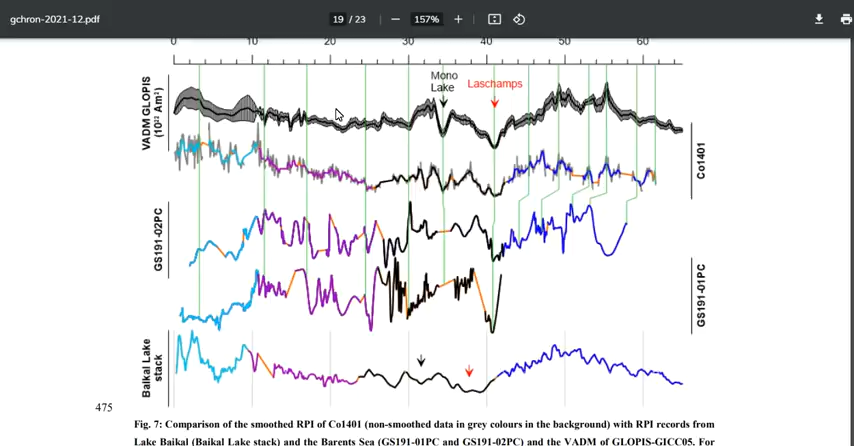 gchron-2021-12.pdf
19 / 23
157%
0 10 20 30 40 50 60
VADM GLOPIS
(10²² Am²)
Mono
Lake
Laschamps
Co1401
GS191-02PC
GS191-01PC
Baikal Lake
stack
475
Fig. 7: Comparison of the smoothed RPI of Co1401 (non-smoothed data in grey colours in the background) with RPI records from
Lake Baikal (Baikal Lake stack) and the Barents Sea (GS191-01PC and GS191-02PC) and the VADM of GLOPIS-GICC05. For